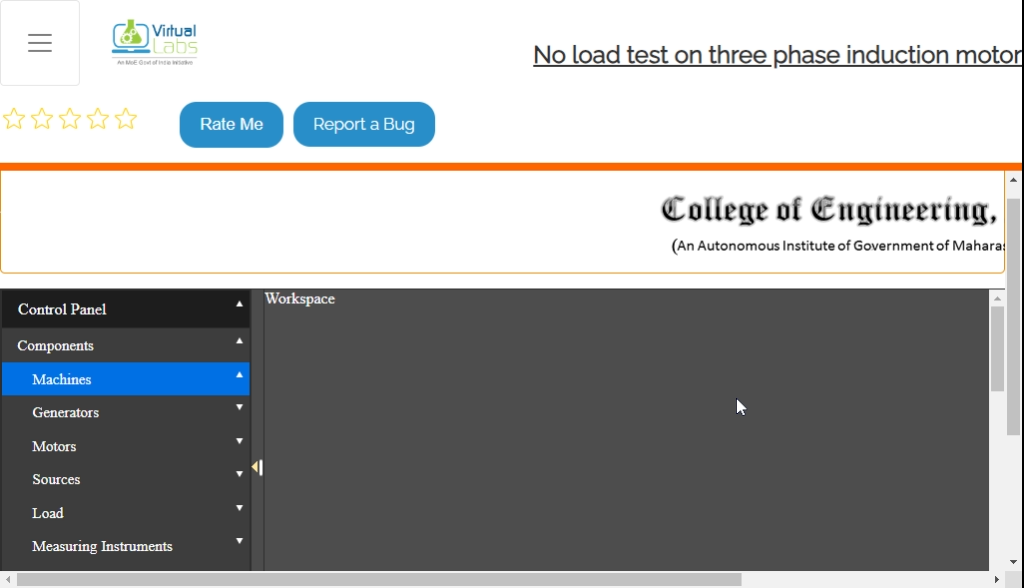 Virtual
Labs
An MoE Govt of India Initiative
No load test on three phase induction motor
Rate Me
Report a Bug
College of Engineering,
(An Autonomous Institute of Government of Mahara
Control Panel
Workspace
Components
Machines
Generators
Motors
Sources
Load
Measuring Instruments